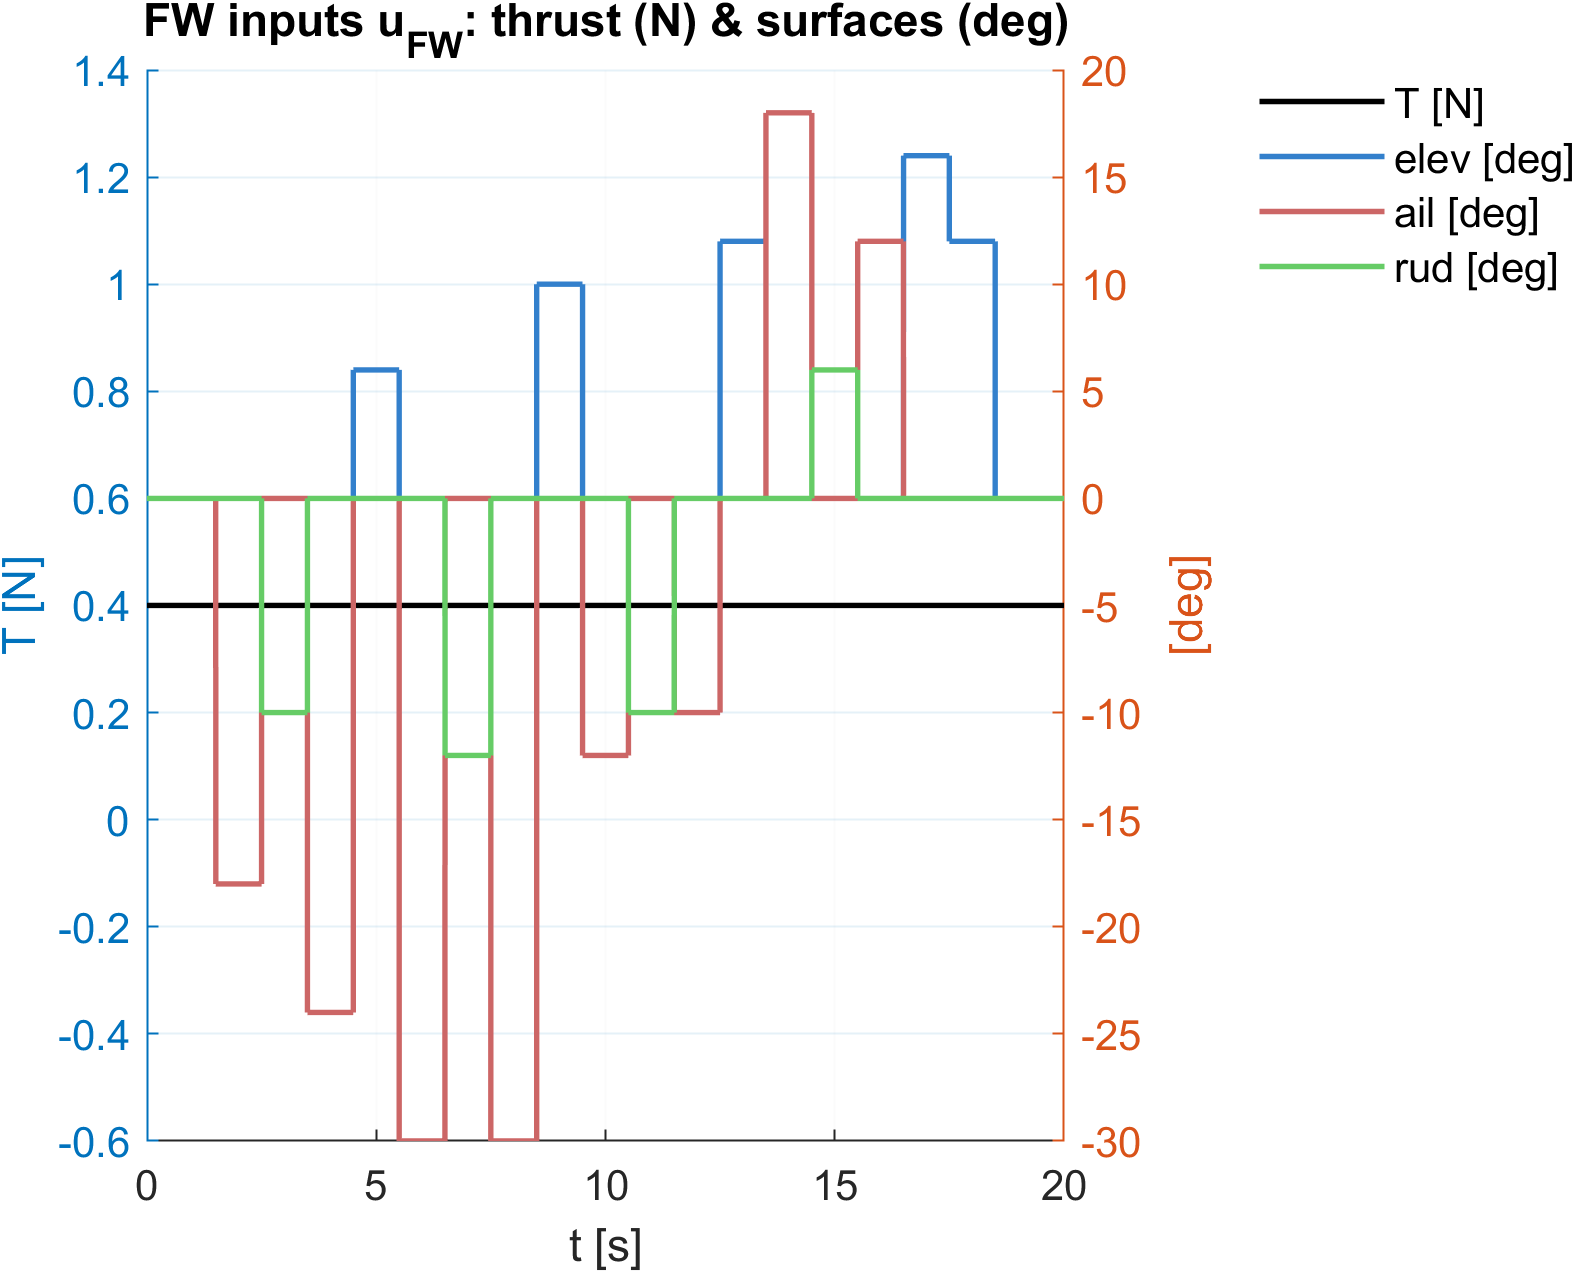 FW inputs u_FW: thrust (N) & surfaces (deg)
1.4
1.2
1
0.8
0.6
0.4
0.2
0
-0.2
-0.4
-0.6
T [N]
20
15
10
5
0
-5
-10
-15
-20
-25
-30
[deg]
0 5 10 15 20
t [s]
T [N]
elev [deg]
ail [deg]
rud [deg]